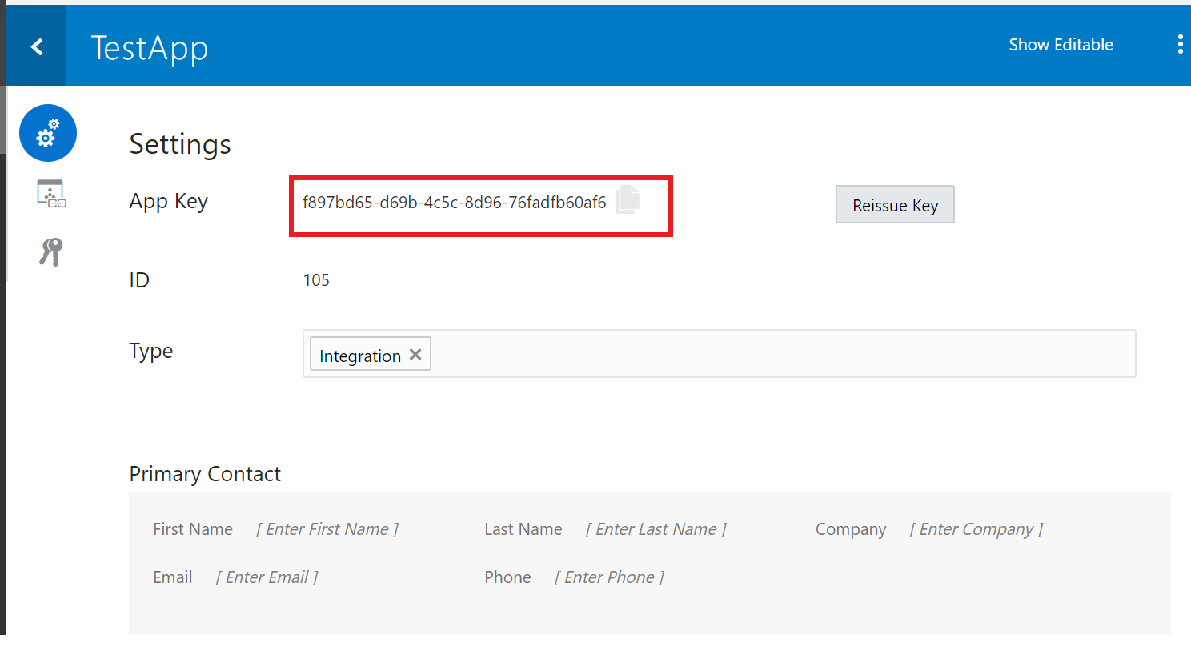 TestApp
Show Editable
Settings
App Key f897bd65-d69b-4c5c-8d96-76fadfb60af6 Reissue Key
ID 105
Type Integration
Primary Contact
First Name [ Enter First Name ] Last Name [ Enter Last Name ] Company [ Enter Company ]
Email [ Enter Email ] Phone [ Enter Phone ]